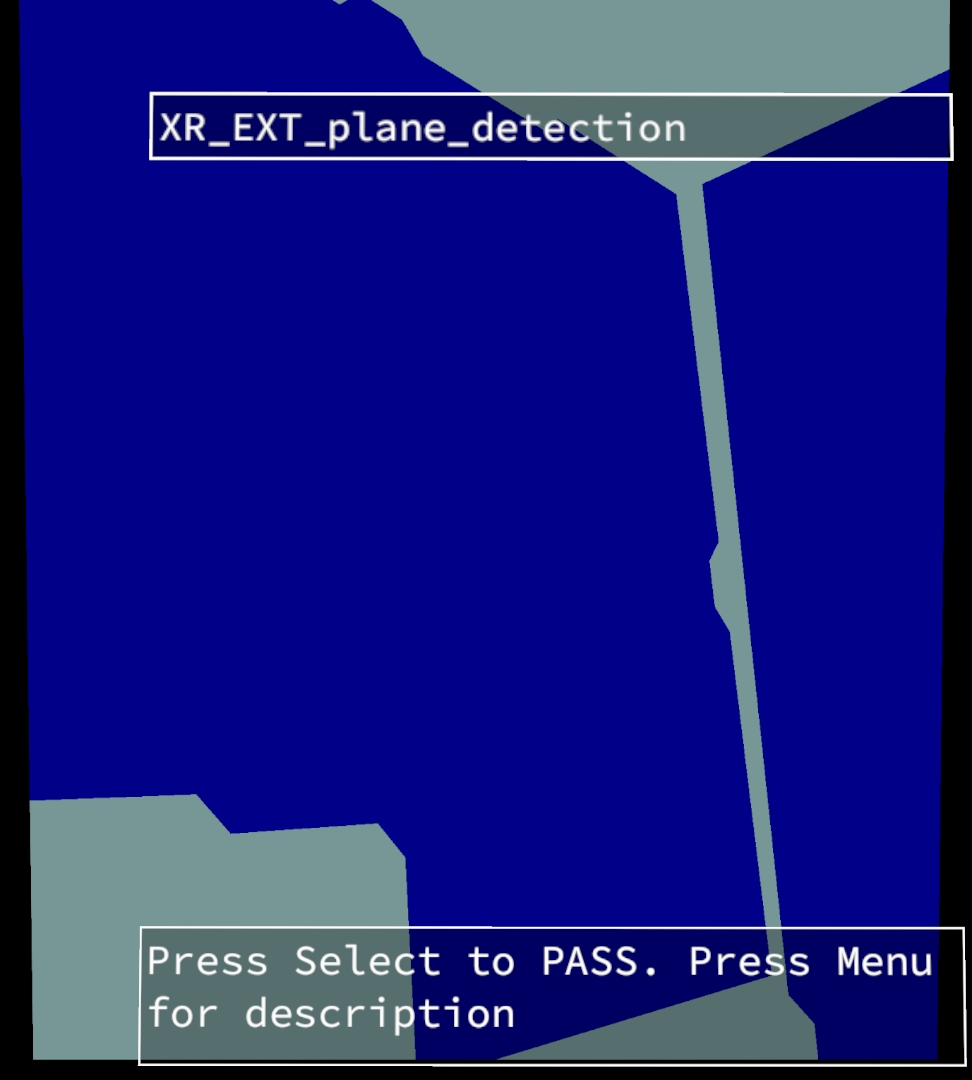 XR_EXT_plane_detection
Press Select to PASS. Press Menu
for description